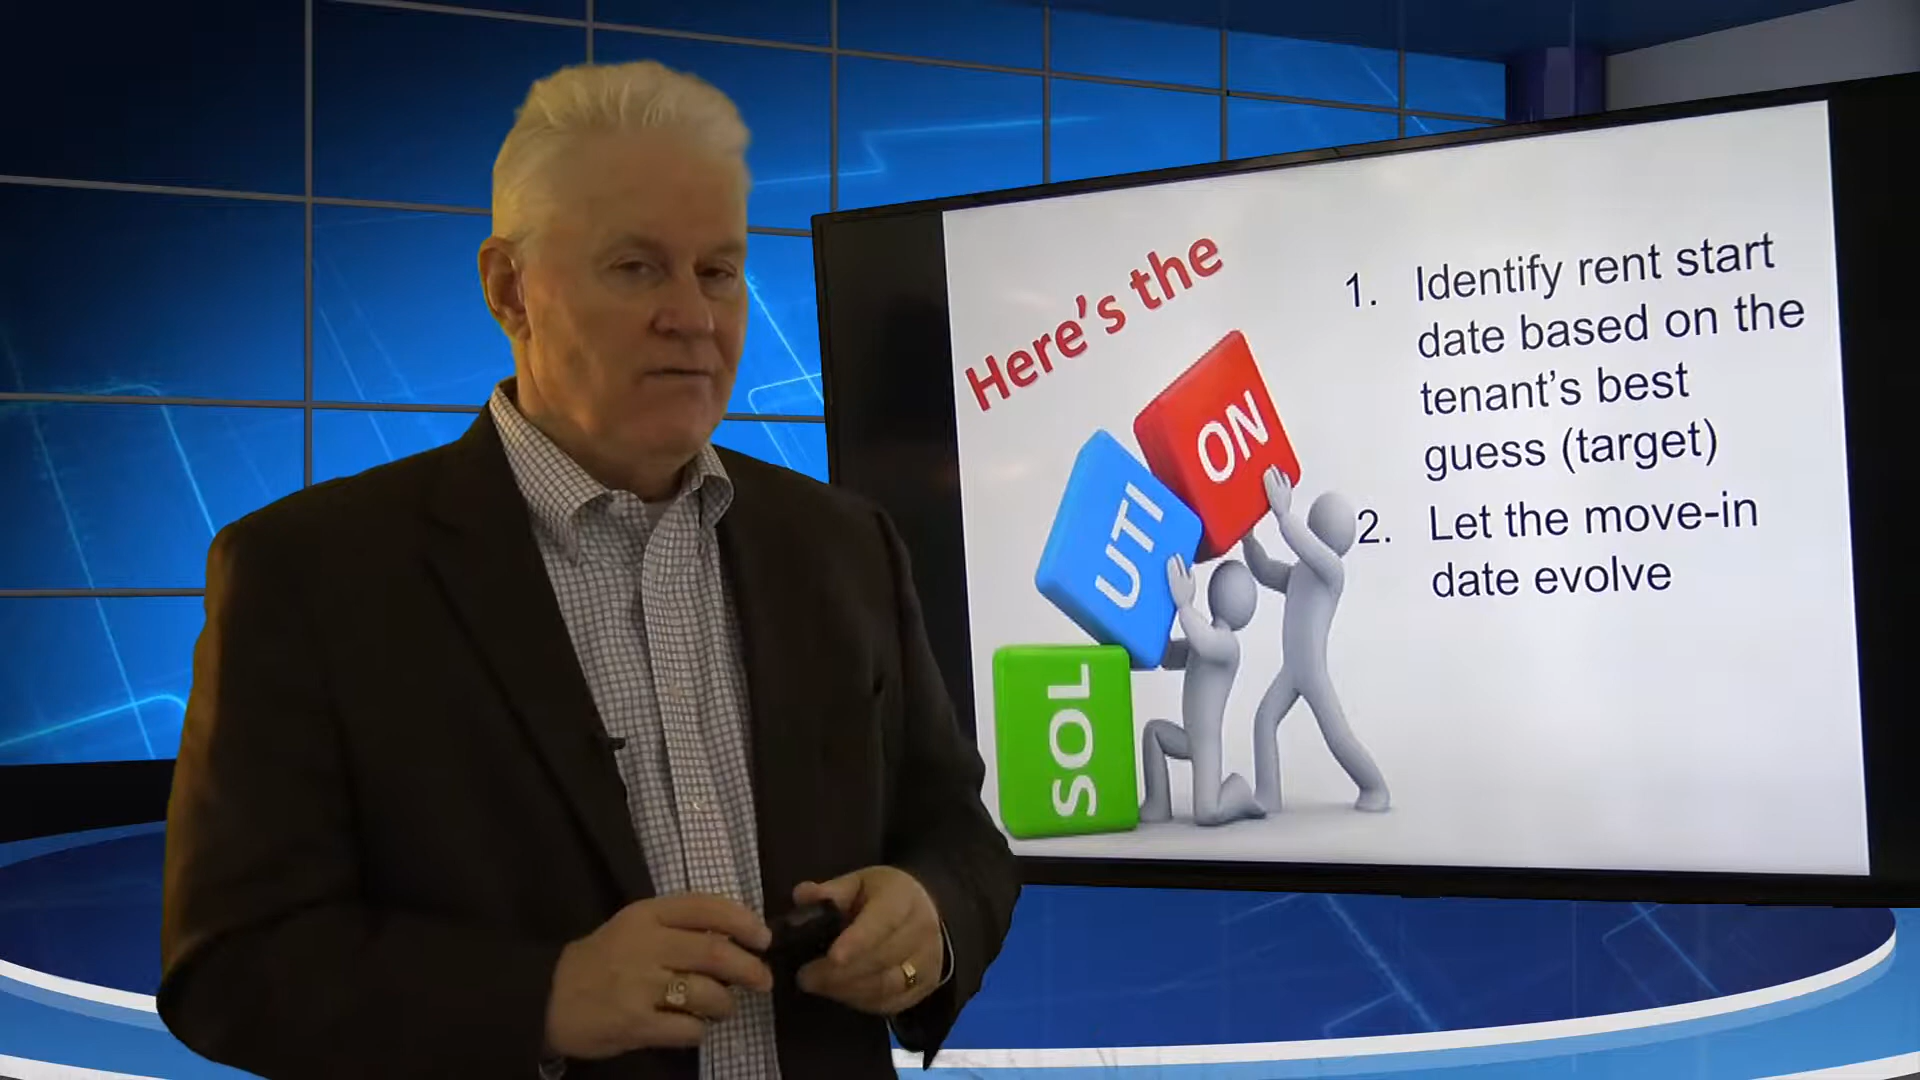 Here's the
SOL
UTI
ON
1. Identify rent start
date based on the
tenant's best
guess (target)
2. Let the move-in
date evolve